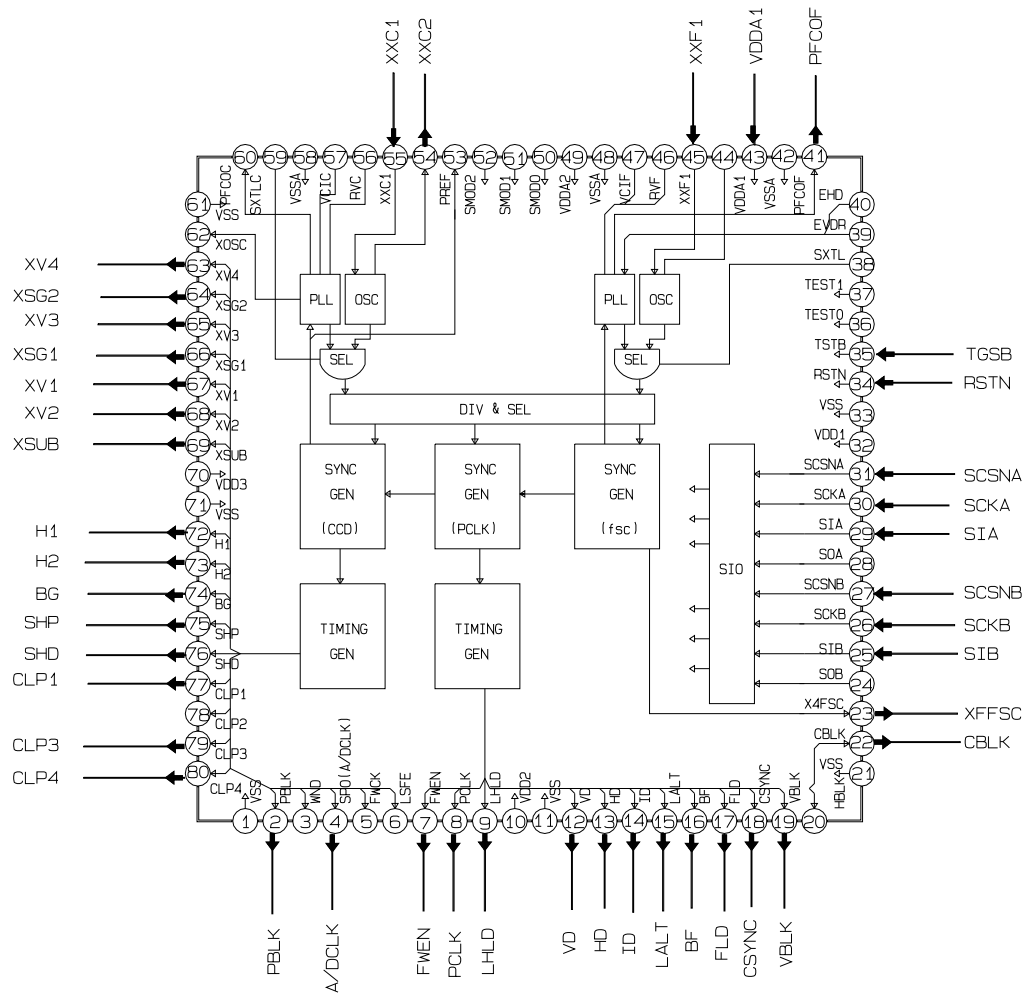 XXC1
XXC2
XXF1
VDDA1
PFCOF
60
59
58
57
56
55
54
53
52
51
50
49
48
47
46
45
44
43
42
41
PFCOC
SXTLC
VSSA
VCIC
RVC
XXC1
PREF
SMOD2
SMOD1
SMOD0
VDDA2
VSSA
VCIF
RVF
XXF1
VDDA1
VSSA
PFCOF
61
VSS
62
XOSC
XV4
63
XV4
XSG2
64
XSG2
XV3
65
XV3
XSG1
66
XSG1
XV1
67
XV1
XV2
68
XV2
XSUB
69
XSUB
70
VDD3
71
VSS
H1
72
H1
H2
73
H2
BG
74
BG
SHP
75
SHP
SHD
76
SHD
CLP1
77
CLP1
78
CLP2
CLP3
79
CLP3
CLP4
80
CLP4
PLL
OSC
PLL
OSC
SEL
SEL
DIV & SEL
SYNC
GEN
(CCD)
SYNC
GEN
(PCLK)
SYNC
GEN
(fsc)
TIMING
GEN
TIMING
GEN
SIO
EHD
40
EVDR
39
SXTL
38
TEST1
37
TEST0
36
TSTB
35
TGSB
RSTN
34
RSTN
VSS
33
VDD1
32
SCSNA
31
SCSNA
SCKA
30
SCKA
SIA
29
SIA
SOA
28
SCSNB
27
SCSNB
SCKB
26
SCKB
SIB
25
SIB
SOB
24
X4FSC
23
XFFSC
CBLK
22
CBLK
VSS
21
VSS
PBLK
WND
SPO(A/DCLK)
FWCK
LSFE
FWEN
PCLK
LHLD
VDD2
VSS
VD
HD
ID
LALT
BF
FLD
CSYNC
VBLK
HBLK
1
2
3
4
5
6
7
8
9
10
11
12
13
14
15
16
17
18
19
20
PBLK
A/DCLK
FWEN
PCLK
LHLD
VD
HD
ID
LALT
BF
FLD
CSYNC
VBLK